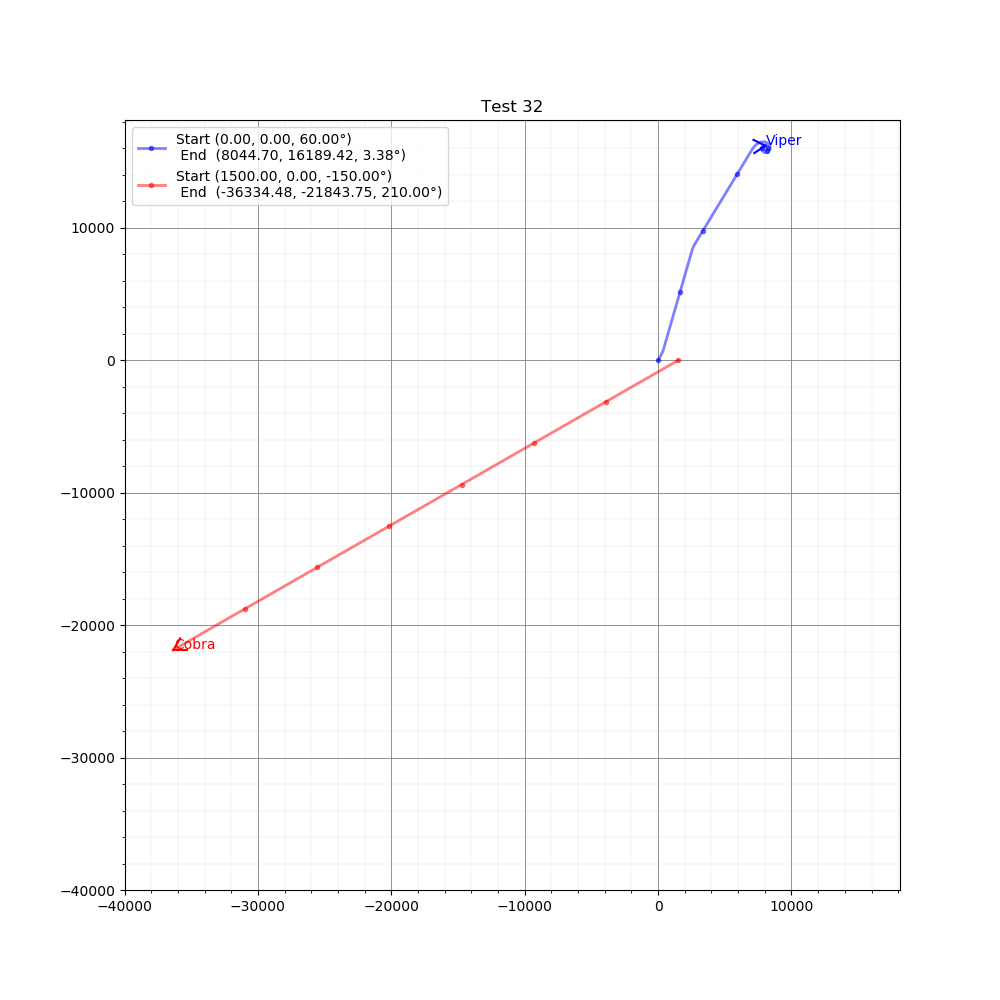 Test 32
Start (0.00, 0.00, 60.00°)
End (8044.70, 16189.42, 3.38°)
Start (1500.00, 0.00, -150.00°)
End (-36334.48, -21843.75, 210.00°)
Viper
Cobra
10000
0
−10000
−20000
−30000
−40000
−40000
−30000
−20000
−10000
0
10000